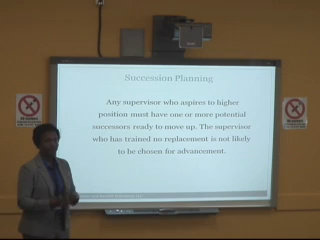 Succession Planning
Any supervisor who aspires to higher
position must have one or more potential
successors ready to move up. The supervisor
who has trained no replacement is not likely
to be chosen for advancement.